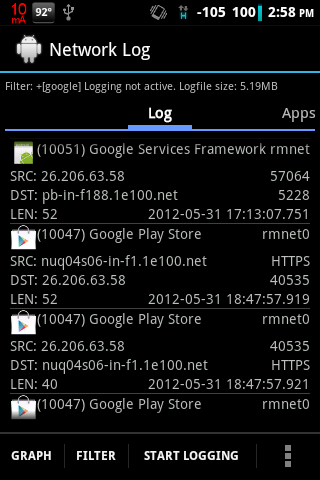 10 mA 92° H -105 100 2:58 PM
Network Log
Filter: +[google] Logging not active. Logfile size: 5.19MB
Log Apps
(10051) Google Services Framework rmnet
SRC: 26.206.63.58 57064
DST: pb-in-f188.1e100.net 5228
LEN: 52 2012-05-31 17:13:07.751
(10047) Google Play Store rmnet0
SRC: nuq04s06-in-f1.1e100.net HTTPS
DST: 26.206.63.58 40535
LEN: 52 2012-05-31 18:47:57.919
(10047) Google Play Store rmnet0
SRC: 26.206.63.58 40535
DST: nuq04s06-in-f1.1e100.net HTTPS
LEN: 40 2012-05-31 18:47:57.921
(10047) Google Play Store rmnet0
GRAPH FILTER START LOGGING